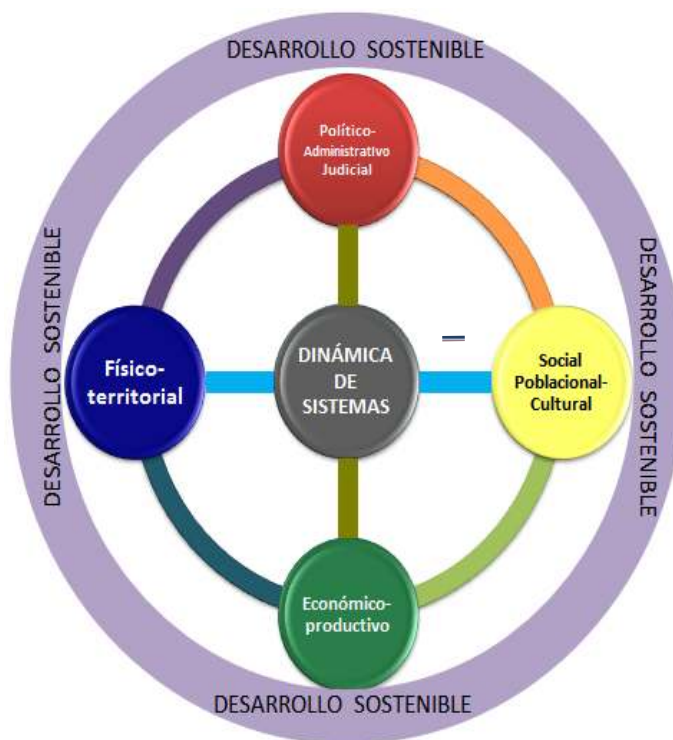 DESARROLLO SOSTENIBLE
Político-
Administrativo
Judicial
DESARROLLO SOSTENIBLE
Físico-
territorial
DINÁMICA
DE
SISTEMAS
Social
Poblacional-
Cultural
DESARROLLO SOSTENIBLE
Económico-
productivo
DESARROLLO SOSTENIBLE